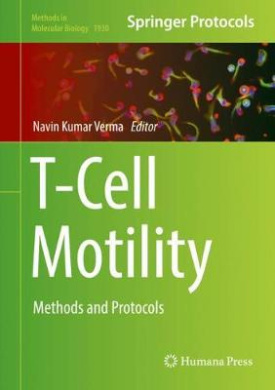 Methods in
Molecular Biology 1930
Springer Protocols
Navin Kumar Verma Editor
T-Cell
Motility
Methods and Protocols
Humana Press